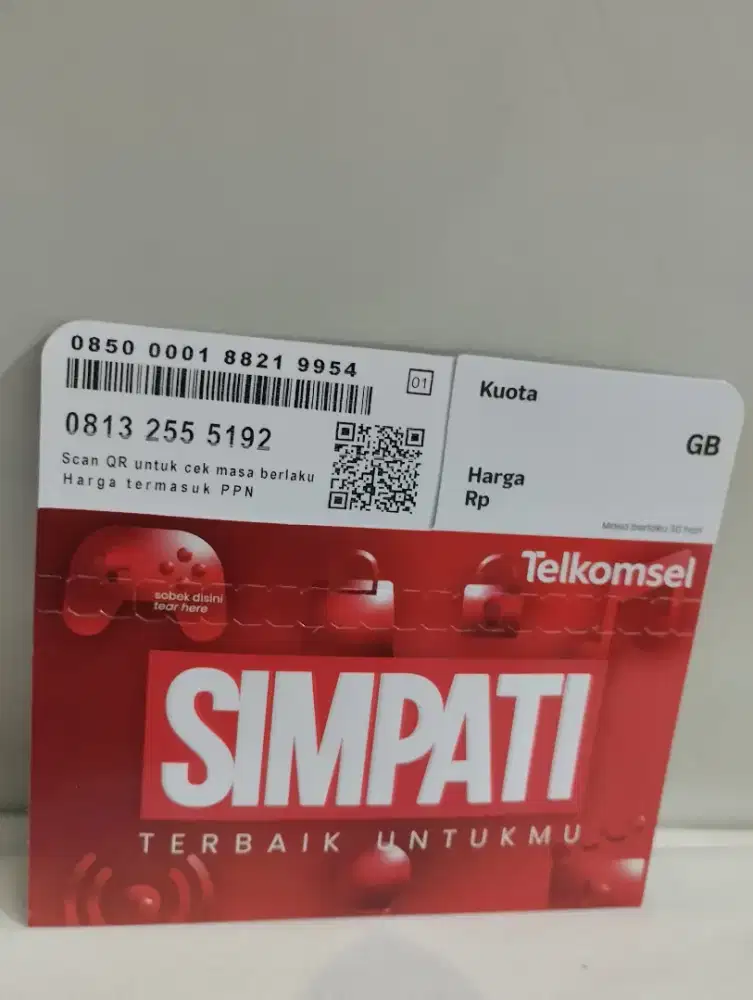 0850 0001 8821 9954
01
0813 255 5192
Scan QR untuk cek masa berlaku
Harga termasuk PPN
Kuota
GB
Harga
Rp
Masa berlaku 30 hari
Telkomsel
sobek disini
tear here
SIMPATI
TERBAIK UNTUKMU